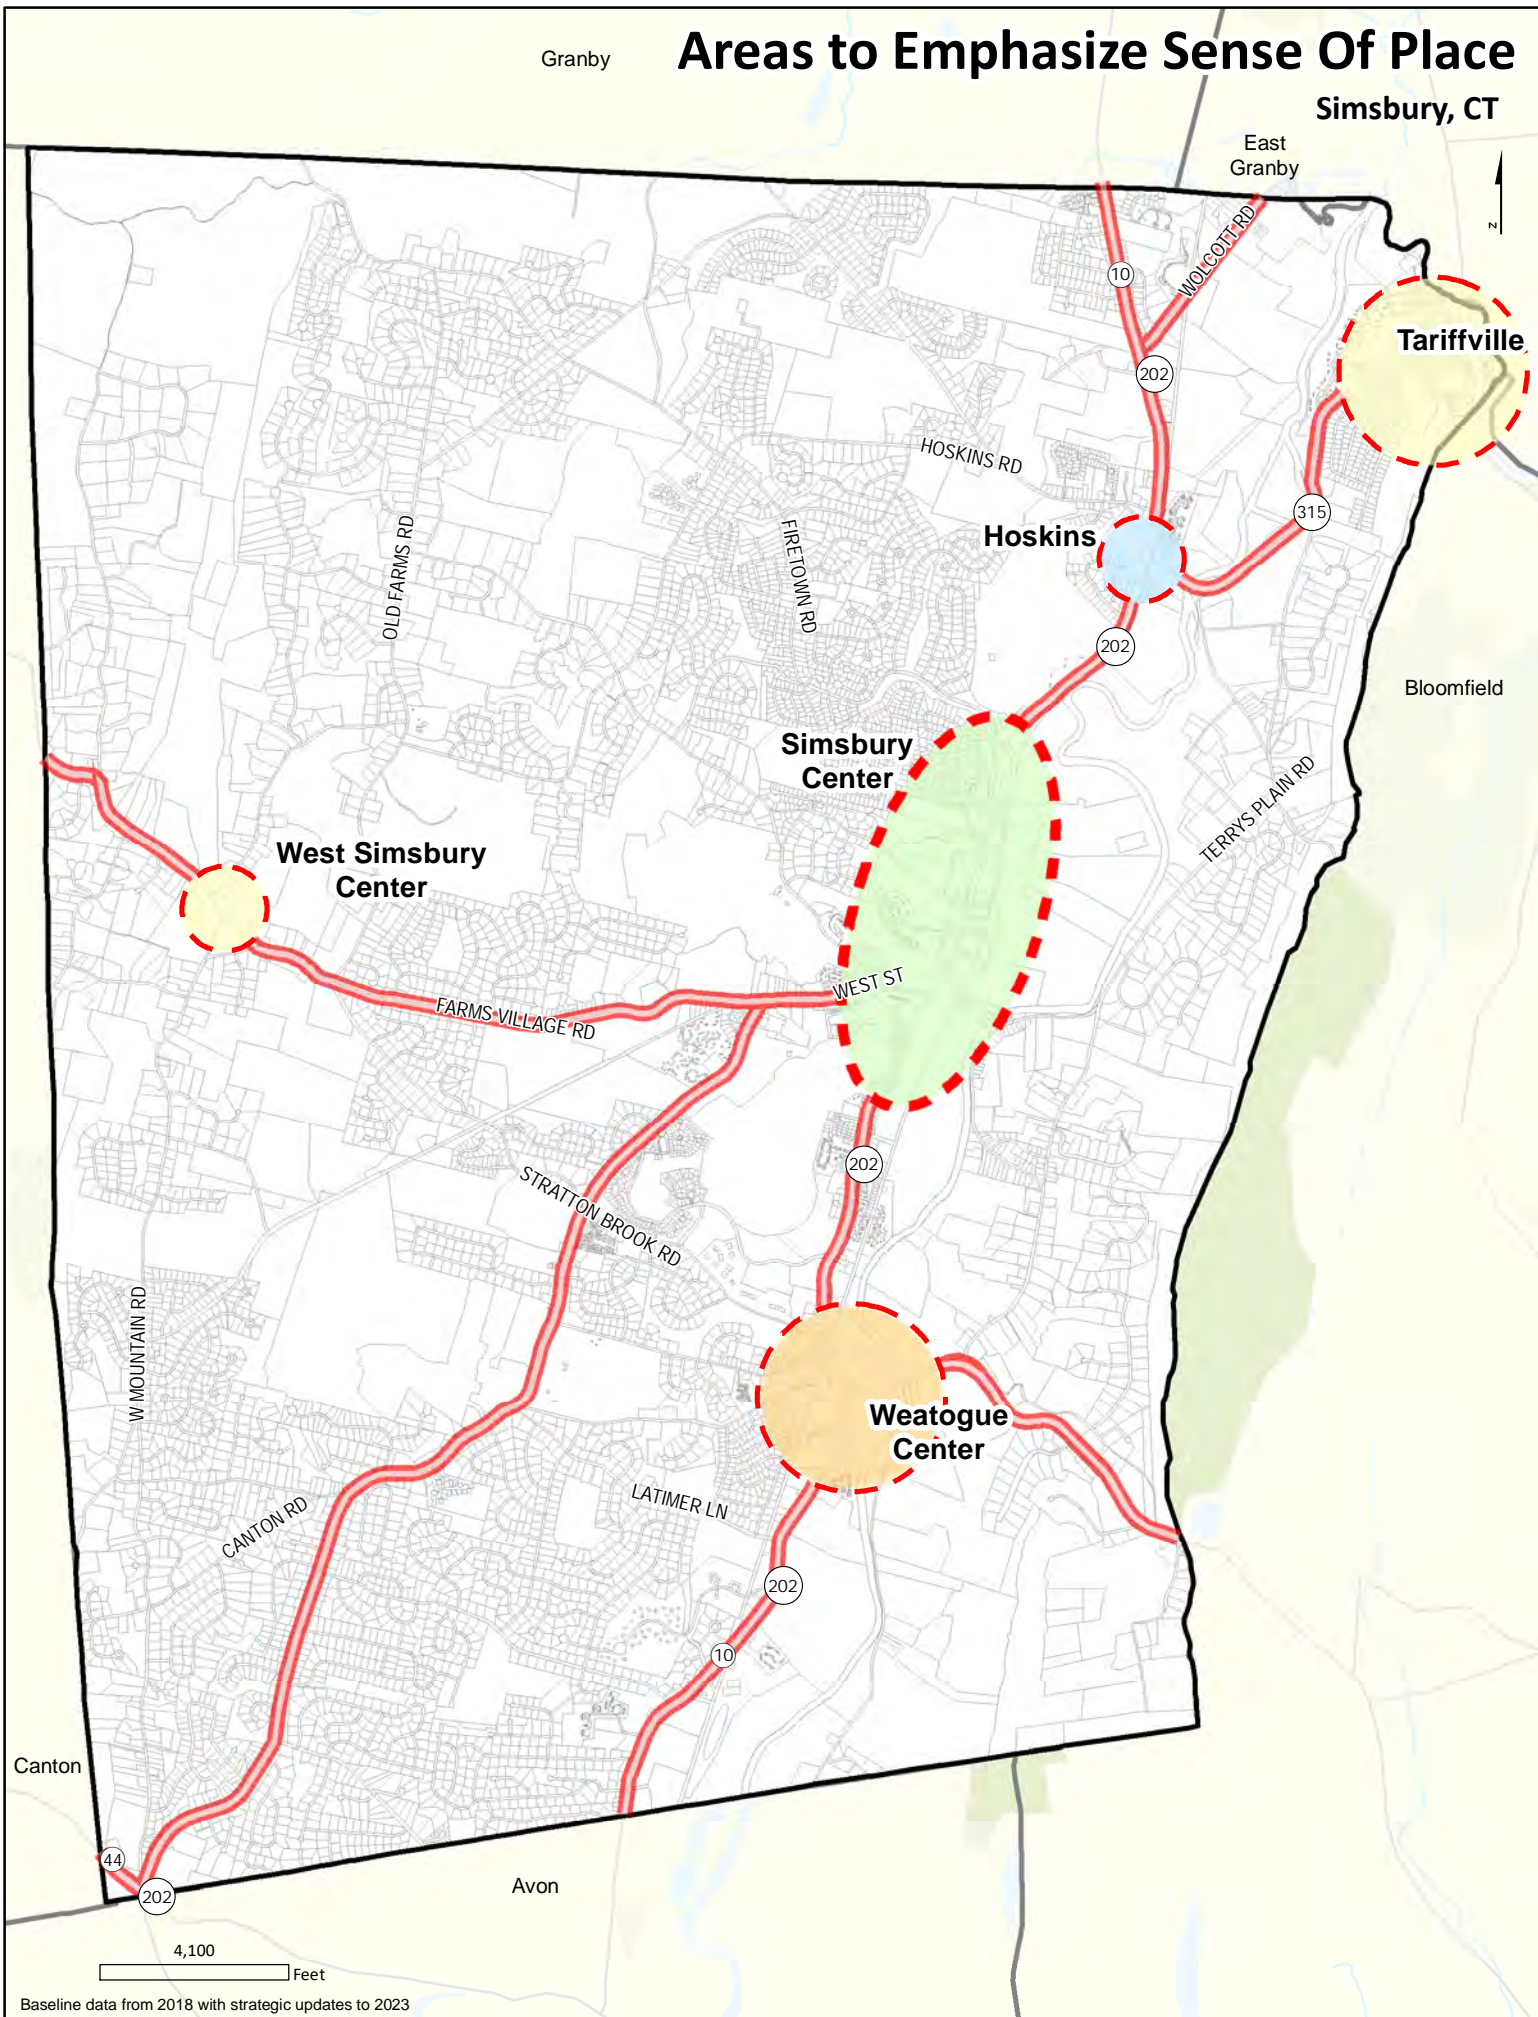 Areas to Emphasize Sense Of Place
Granby
Simsbury, CT
East
Granby
N
WOLCOTT RD
10
Tariffville
202
HOSKINS RD
315
Hoskins
FIRETOWN RD
OLD FARMS RD
202
Bloomfield
Simsbury
Center
TERRYS PLAIN RD
West Simsbury
Center
WEST ST
FARMS VILLAGE RD
202
STRATTON BROOK RD
W MOUNTAIN RD
Weatogue
Center
LATIMER LN
CANTON RD
202
10
Canton
44
202
Avon
4,100
Feet
Baseline data from 2018 with strategic updates to 2023